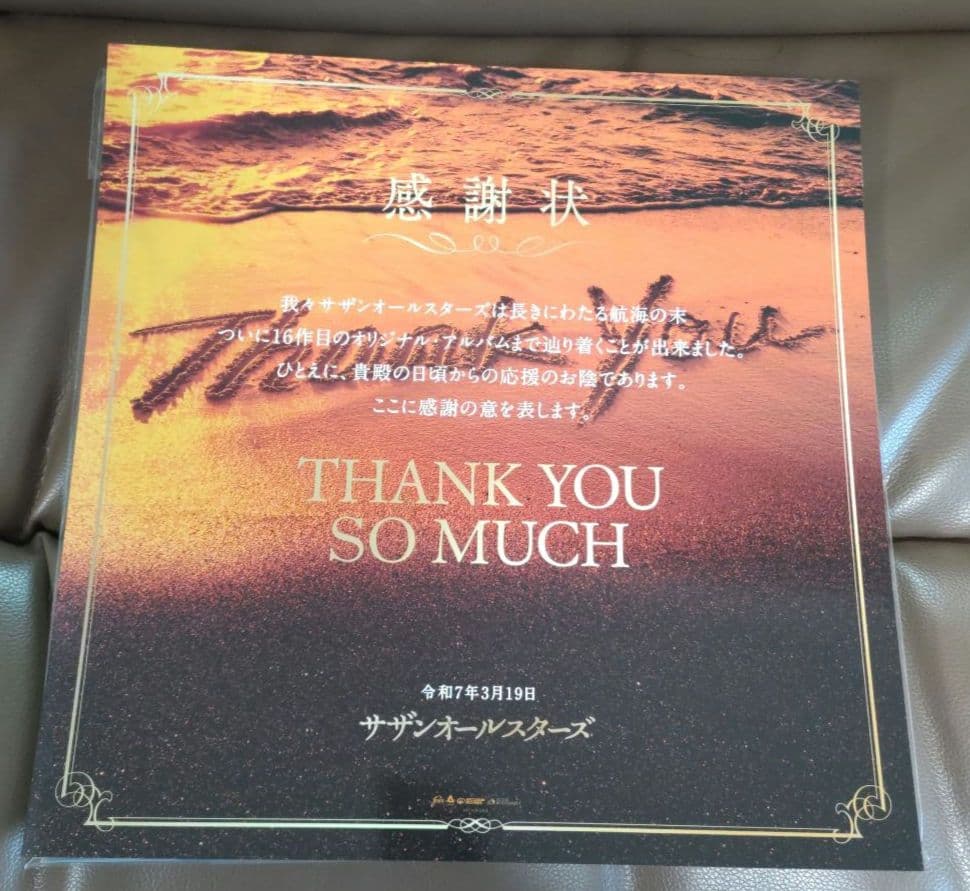 感謝状
Thank You
我々サザンオールスターズは長きにわたる航海の末
ついに16作目のオリジナル・アルバムまで辿り着くことが出来ました。
ひとえに、貴殿の日頃からの応援のお陰であります。
ここに感謝の意を表します。
THANK YOU
SO MUCH
令和7年3月19日
サザンオールスターズ